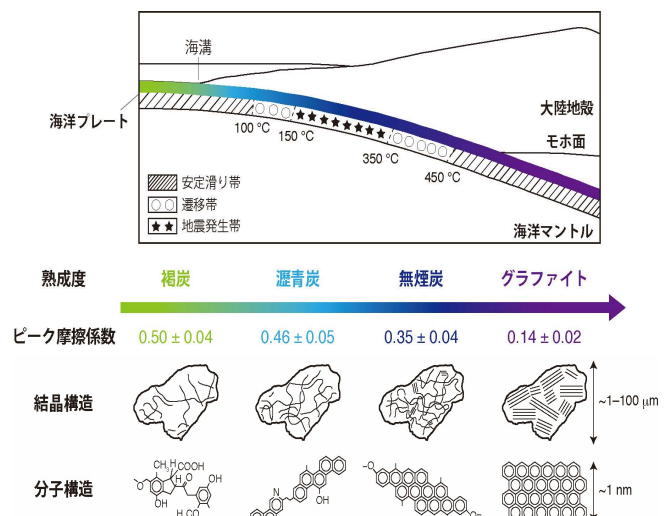 海溝
海洋プレート
大陸地殻
モホ面
100 °C
150 °C
350 °C
450 °C
安定滑り帯
遷移帯
地震発生帯
海洋マントル
熟成度 褐炭 瀝青炭 無煙炭 グラファイト
ピーク摩擦係数 0.50 ± 0.04 0.46 ± 0.05 0.35 ± 0.04 0.14 ± 0.02
結晶構造 ~1–100 μm
分子構造 ~1 nm
CH₃ H COOH
H
O
O
OH
OH
H₃CO
N
OH
O
O